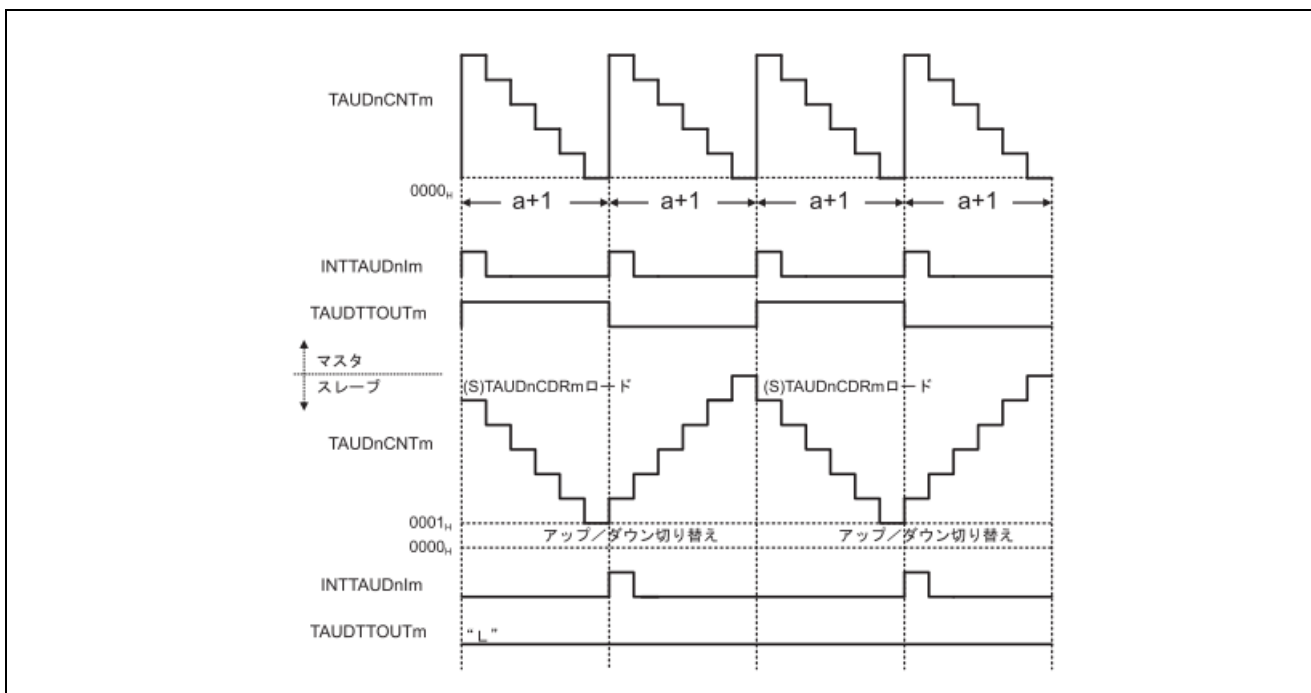 TAUDnCNTm
0000H
a+1 a+1 a+1 a+1
INTTAUDnIm
TAUDTTOUTm
マスタ
スレーブ
(S)TAUDnCDRmロード (S)TAUDnCDRmロード
TAUDnCNTm
0001H
アップ／ダウン切り替え アップ／ダウン切り替え
0000H
INTTAUDnIm
TAUDTTOUTm
“L”